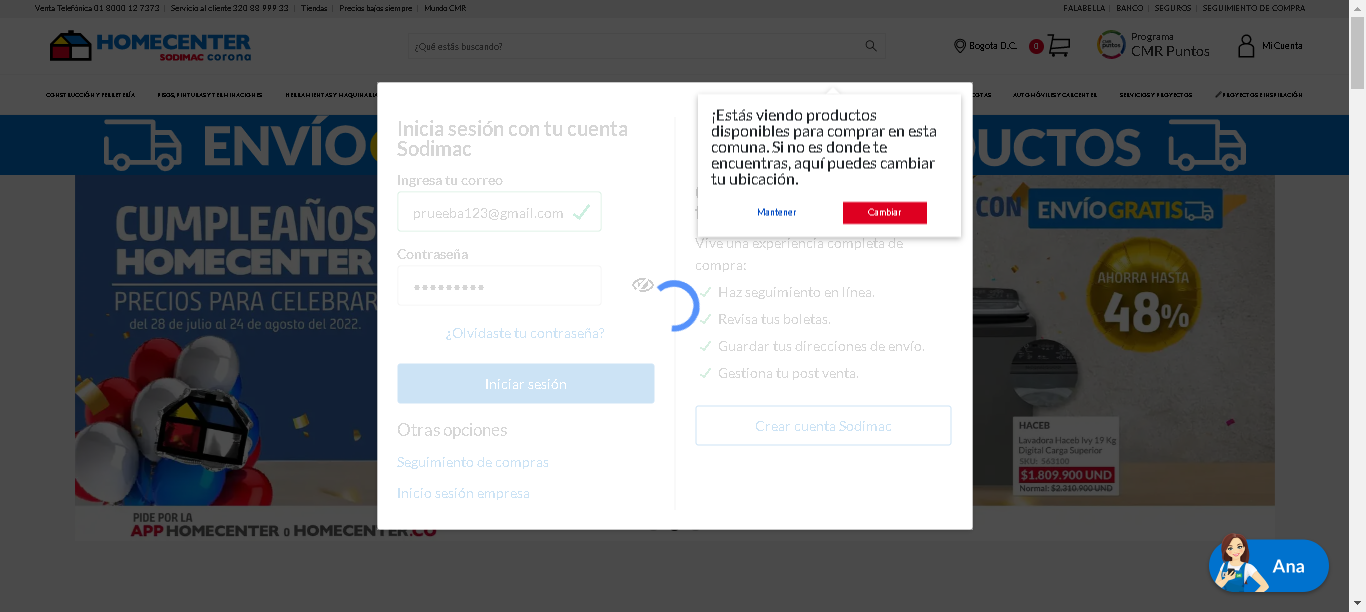 Venta Telefónica 01 8000 12 7373 | Servicio al cliente 320 88 999 33 | Tiendas | Precios bajos siempre | Mundo CMR
FALABELLA | BANCO | SEGUROS | SEGUIMIENTO DE COMPRA
HOMECENTER
SODIMAC corona
¿Qué estás buscando?
Bogota D.C.
0
Programa
CMR Puntos
Mi Cuenta
CONSTRUCCIÓN Y FERRETERÍA
PISOS, PINTURAS Y TERMINACIONES
HERRAMIENTAS Y MAQUINARIA
AUTOMÓVILES Y CAR CENTER
SERVICIOS Y PROYECTOS
PROYECTOS E INSPIRACIÓN
ENVÍO
CUMPLEAÑOS
HOMECENTER
PRECIOS PARA CELEBRAR
del 28 de julio al 24 de agosto del 2022.
PIDE POR LA
APP HOMECENTER o HOMECENTER.CO
Inicia sesión con tu cuenta
Sodimac
Ingresa tu correo
prueeba123@gmail.com
Contraseña
¿Olvidaste tu contraseña?
Iniciar sesión
Otras opciones
Seguimiento de compras
Inicio sesión empresa
¡Estás viendo productos
disponibles para comprar en esta
comuna. Si no es donde te
encuentras, aquí puedes cambiar
tu ubicación.
Mantener
Cambiar
Vive una experiencia completa de
compra:
Haz seguimiento en línea.
Revisa tus boletas.
Guardar tus direcciones de envío.
Gestiona tu post venta.
Crear cuenta Sodimac
CON
ENVÍOGRATIS
AHORRA HASTA
48%
HACEB
Lavadora Haceb Ivy 19 Kg
Digital Carga Superior
SKU: 563100
$1.809.900 UND
Normal: $2.310.900 UND
Ana